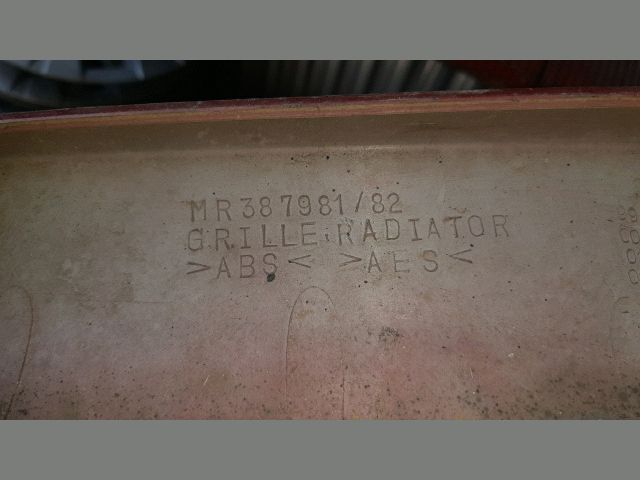 MR387981/82
GRILLE;RADIATOR
>ABS< >AES<